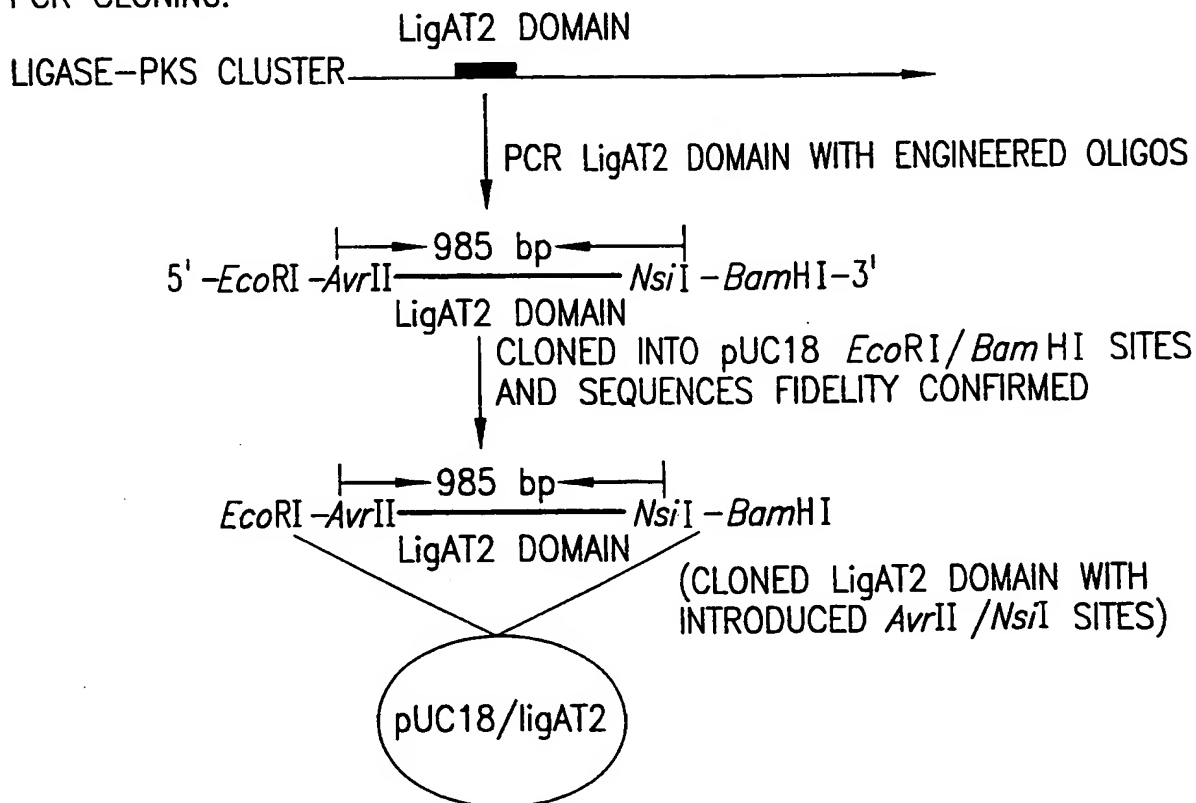 PCR CLONING:
LigAT2 DOMAIN
LIGASE-PKS CLUSTER
PCR LigAT2 DOMAIN WITH ENGINEERED OLIGOS
985 bp
5' -EcoRI -AvrII NsiI -BamHI-3'
LigAT2 DOMAIN
CLONED INTO pUC18 EcoRI/BamHI SITES
AND SEQUENCES FIDELITY CONFIRMED
985 bp
EcoRI -AvrII NsiI -BamHI
LigAT2 DOMAIN
(CLONED LigAT2 DOMAIN WITH
INTRODUCED AvrII /NsiI SITES)
pUC18/ligAT2